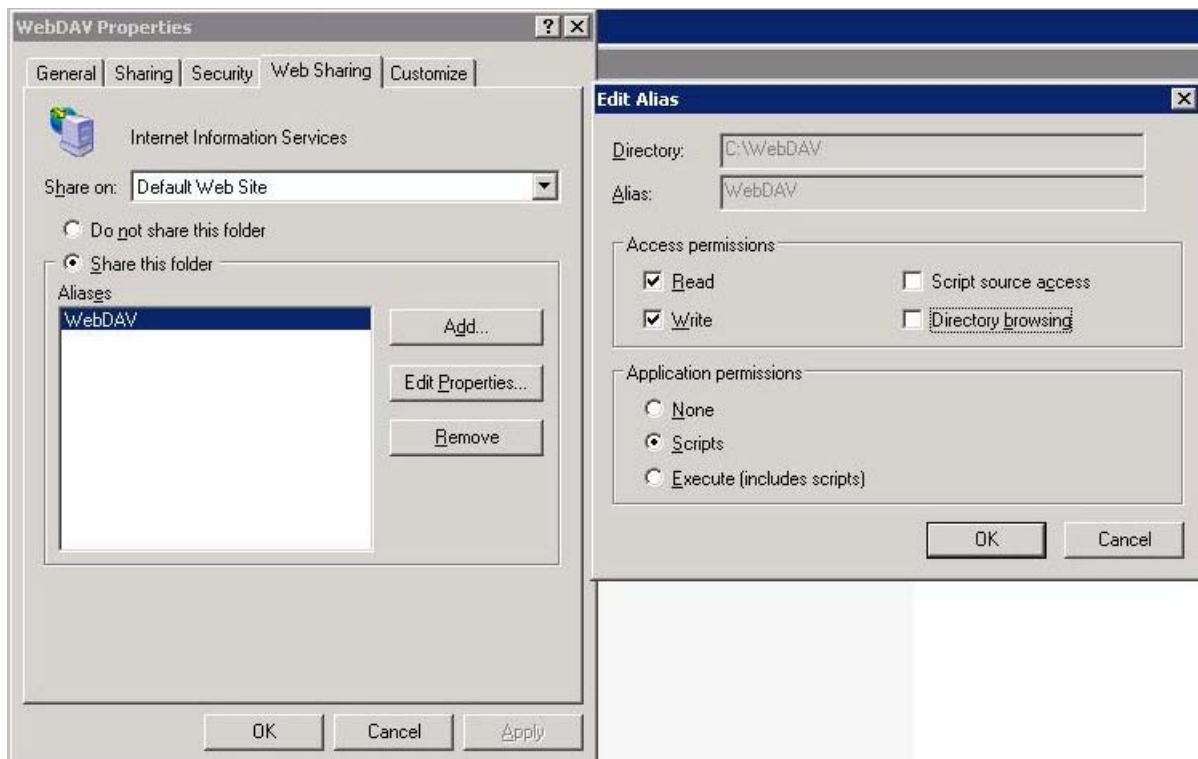 WebDAV Properties
General Sharing Security Web Sharing Customize
Internet Information Services
Share on: Default Web Site
Do not share this folder
Share this folder
Aliases
WebDAV
Add...
Edit Properties...
Remove
OK Cancel Apply
Edit Alias
Directory: C:\WebDAV
Alias: WebDAV
Access permissions
Read Script source access
Write Directory browsing
Application permissions
None
Scripts
Execute (includes scripts)
OK Cancel